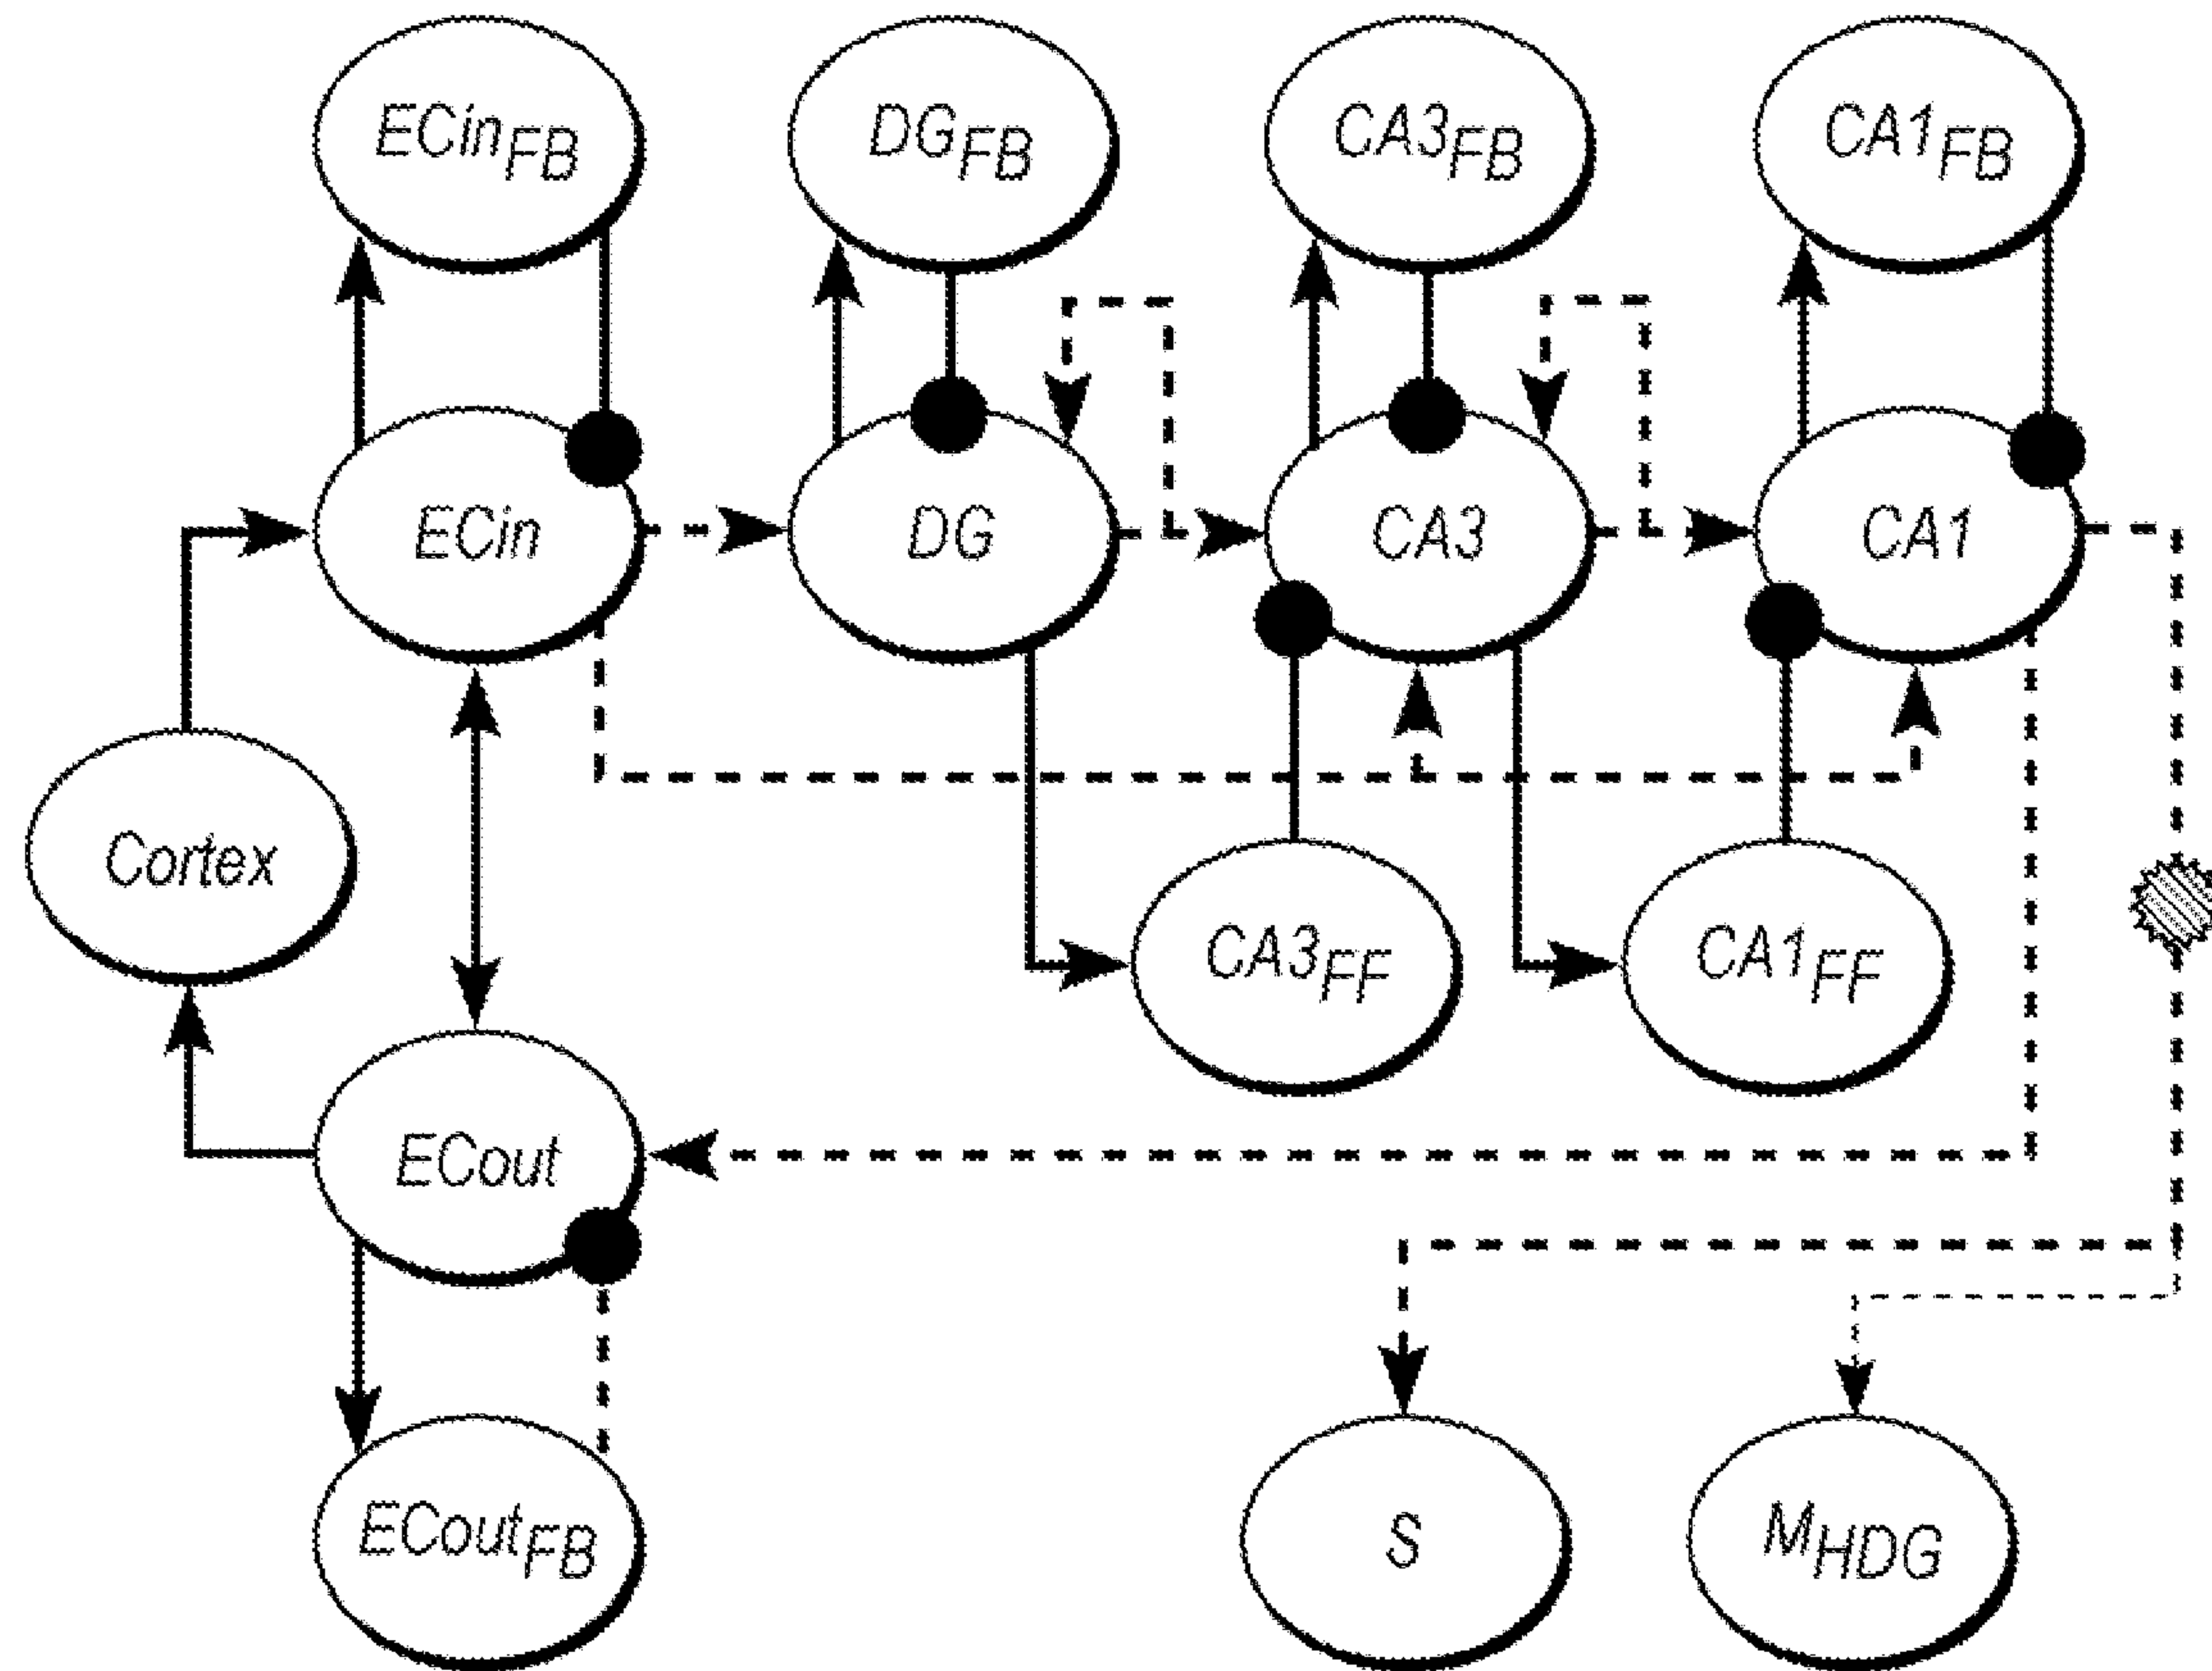 ECinFB DGFB CA3FB CA1FB
ECin DG CA3 CA1
Cortex
CA3FF CA1FF
ECout
ECoutFB S MHDG